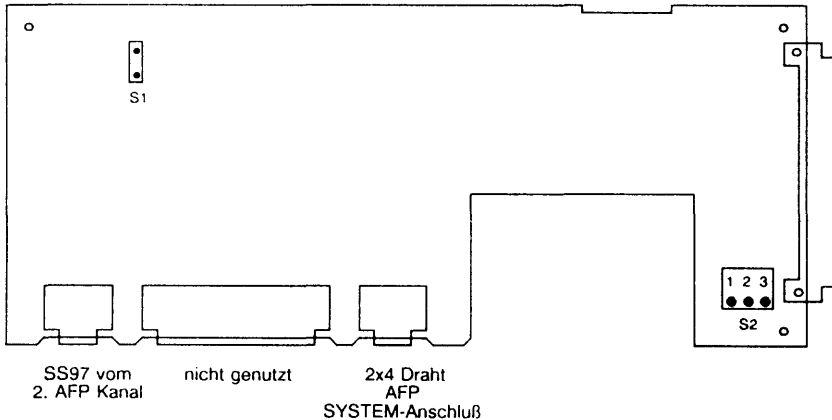 S1
1 2 3
S2
SS97 vom
2. AFP Kanal
nicht genutzt
2x4 Draht
AFP
SYSTEM-Anschluß